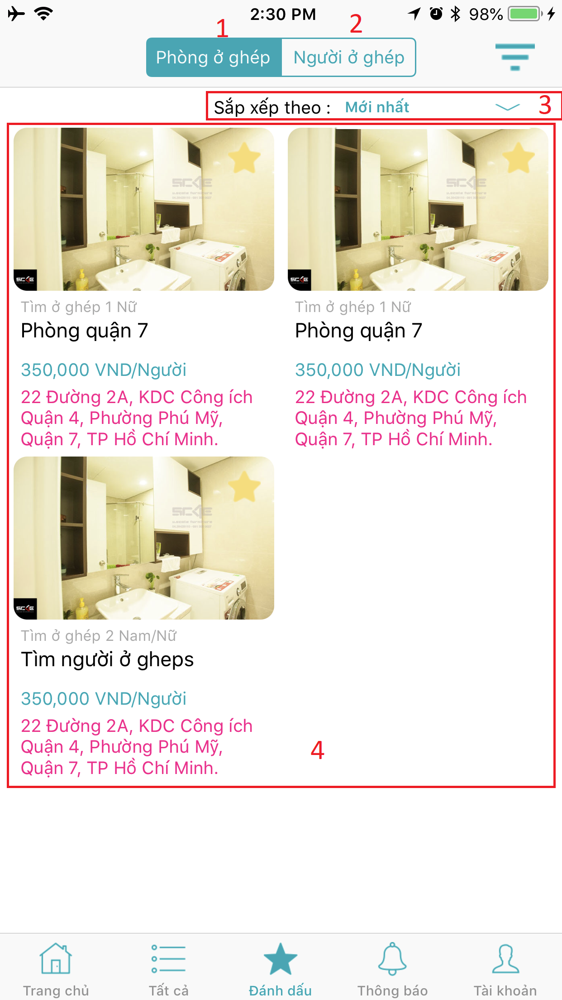 2:30 PM
98%
1
2
Phòng ở ghép
Người ở ghép
Sắp xếp theo :
Mới nhất
3
Tìm ở ghép 1 Nữ
Phòng quận 7
350,000 VND/Người
22 Đường 2A, KDC Công ích
Quận 4, Phường Phú Mỹ,
Quận 7, TP Hồ Chí Minh.
Tìm ở ghép 1 Nữ
Phòng quận 7
350,000 VND/Người
22 Đường 2A, KDC Công ích
Quận 4, Phường Phú Mỹ,
Quận 7, TP Hồ Chí Minh.
Tìm ở ghép 2 Nam/Nữ
Tìm người ở gheps
350,000 VND/Người
22 Đường 2A, KDC Công ích
Quận 4, Phường Phú Mỹ,
Quận 7, TP Hồ Chí Minh.
4
Trang chủ
Tất cả
Đánh dấu
Thông báo
Tài khoản